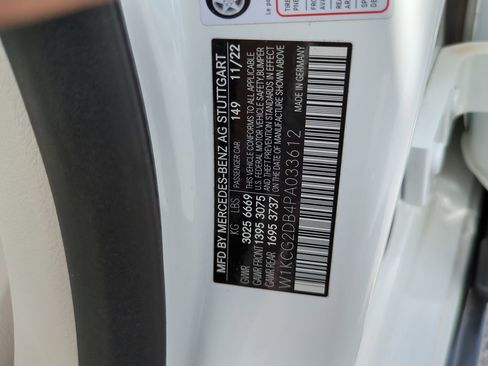 MFD BY MERCEDES-BENZ AG STUTTGART
PASSENGER CAR 149 11/22
KG LBS
GVWR 3025 6669
GAWR FRONT 1395 3075
GAWR REAR 1695 3737
THIS VEHICLE CONFORMS TO ALL APPLICABLE
U.S. FEDERAL MOTOR VEHICLE SAFETY, BUMPER
AND THEFT PREVENTION STANDARDS IN EFFECT
ON THE DATE OF MANUFACTURE SHOWN ABOVE
MADE IN GERMANY
W1KCG2DB4PA033612